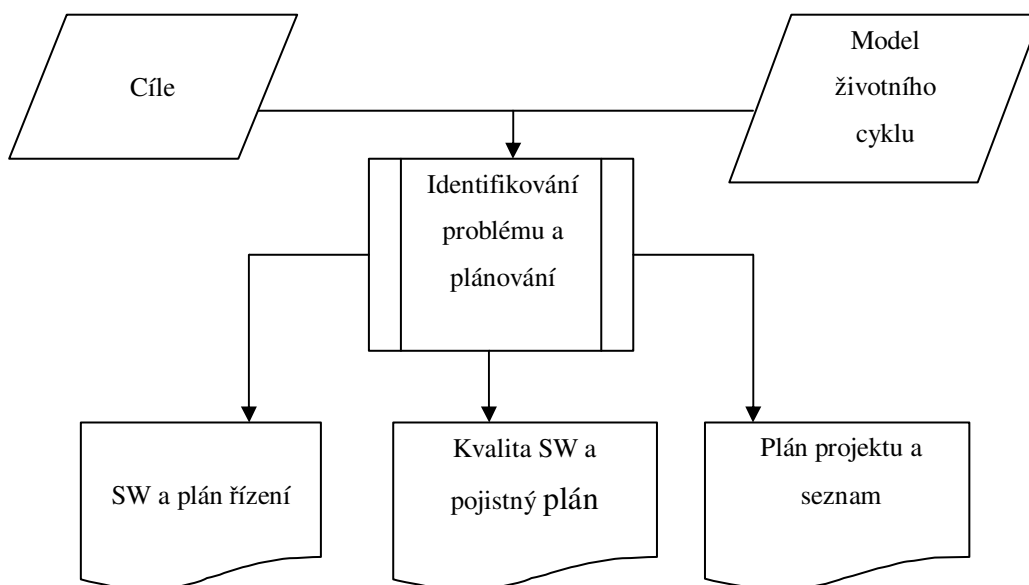 Cíle
Model
životního
cyklu
Identifikování
problému a
plánování
SW a plán řízení
Kvalita SW a
pojistný plán
Plán projektu a
seznam